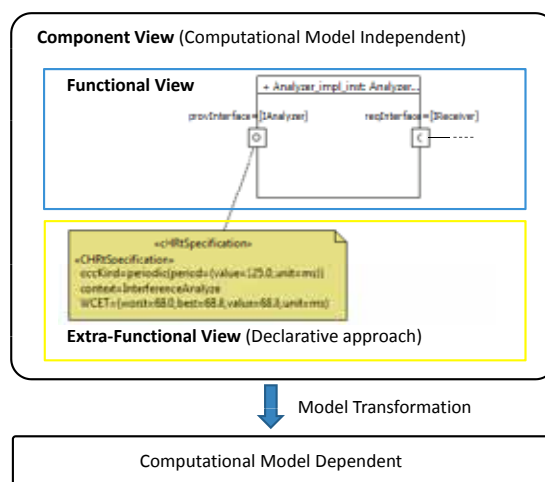 Component View (Computational Model Independent)
Functional View
+ Analyzer_impl_inst: Analyzer...
provInterface=[IAnalyzer]
reqInterface=[IReceiver]
«cHRtSpecification»
«CHRtSpecification»
occKind=periodic(period=(value=125.0,unit=ms))
context=InterferenceAnalyze
WCET=(worst=68.0,best=68.8,value=68.8,unit=ms)
Extra-Functional View (Declarative approach)
Model Transformation
Computational Model Dependent